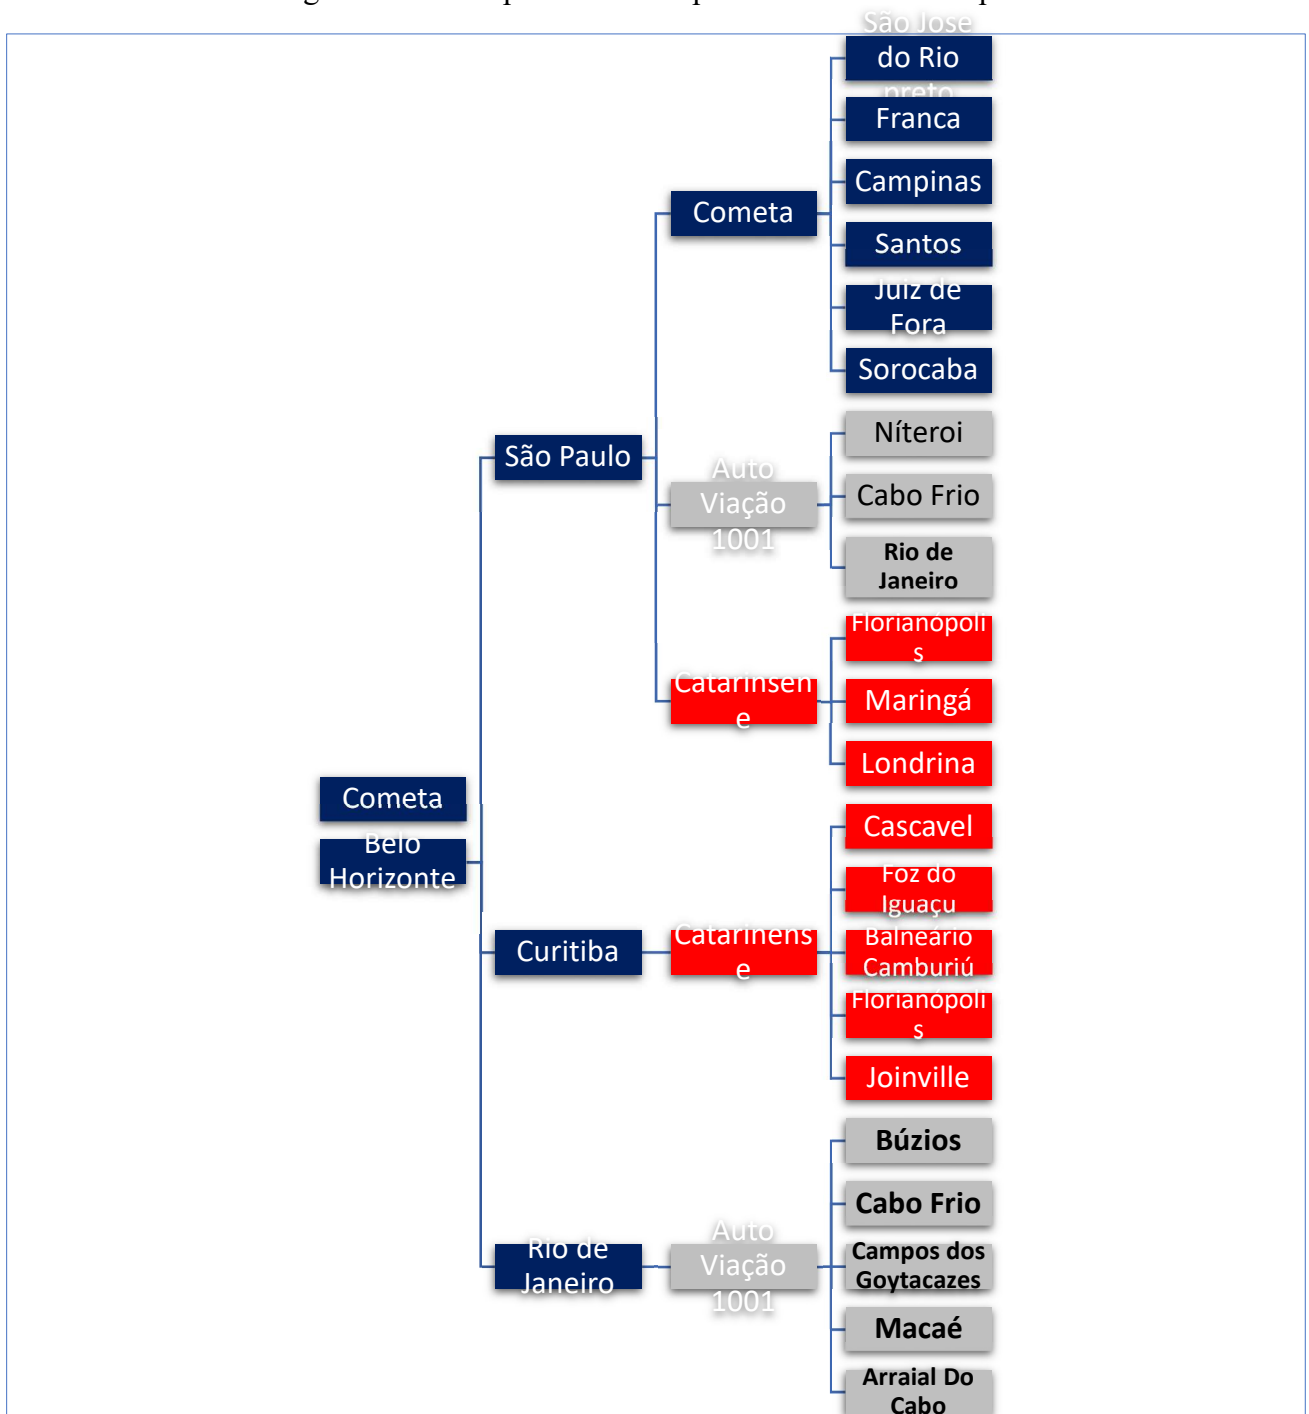 São Jose
do Rio
preto
Franca
Campinas
Cometa
Santos
Juiz de
Fora
Sorocaba
Níteroi
São Paulo
Auto
Viação
1001
Cabo Frio
Rio de
Janeiro
Florianópoli
s
Catarinsen
e
Maringá
Londrina
Cometa
Belo
Horizonte
Cascavel
Foz do
Iguaçu
Curitiba
Catarinens
e
Balneário
Camburiú
Florianópoli
s
Joinville
Búzios
Cabo Frio
Rio de
Janeiro
Auto
Viação
1001
Campos dos
Goytacazes
Macaé
Arraial Do
Cabo